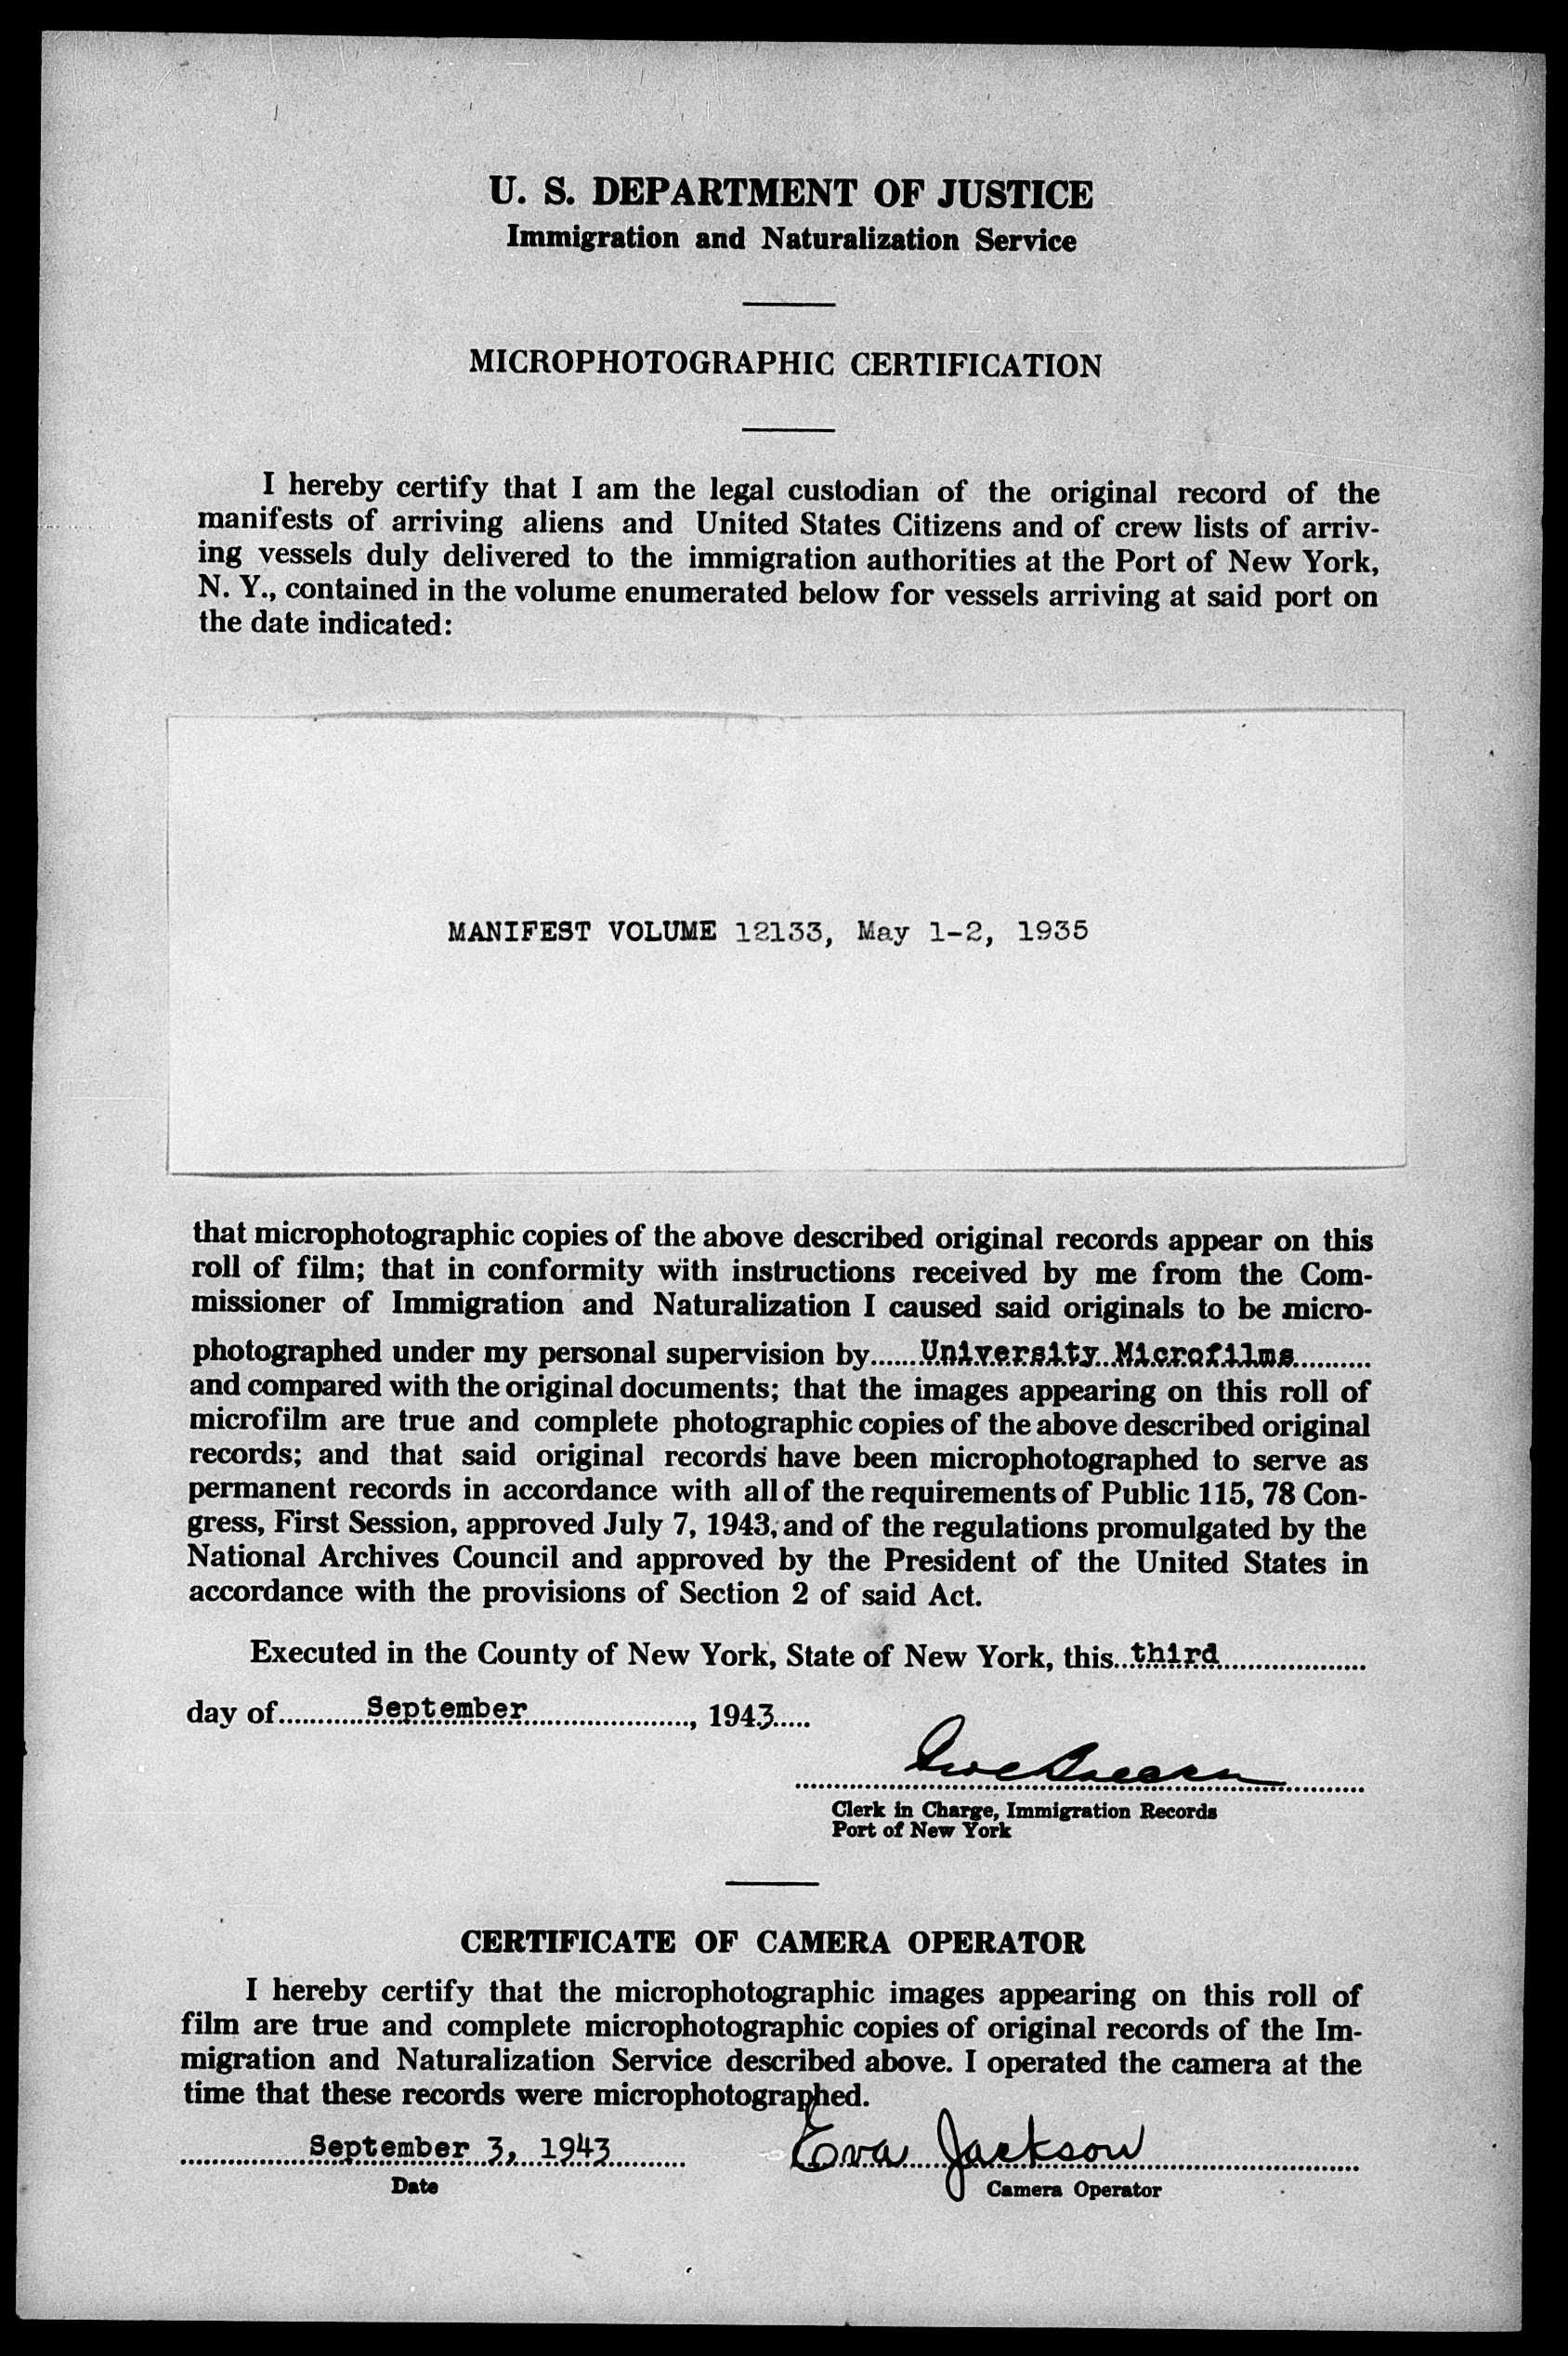 U. S. DEPARTMENT OF JUSTICE
Immigration and Naturalization Service
MICROPHOTOGRAPHIC CERTIFICATION
I hereby certify that I am the legal custodian of the original record of the
manifests of arriving aliens and United States Citizens and of crew lists of arriv-
ing vessels duly delivered to the immigration authorities at the Port of New York,
N. Y., contained in the volume enumerated below for vessels arriving at said port on
the date indicated:
MANIFEST VOLUME 12133, May 1-2, 1935
that microphotographic copies of the above described original records appear on this
roll of film; that in conformity with instructions received by me from the Com-
missioner of Immigration and Naturalization I caused said originals to be micro-
photographed under my personal supervision by......University Microfilms..........
and compared with the original documents; that the images appearing on this roll of
microfilm are true and complete photographic copies of the above described original
records; and that said original records have been microphotographed to serve as
permanent records in accordance with all of the requirements of Public 115, 78 Con-
gress, First Session, approved July 7, 1943, and of the regulations promulgated by the
National Archives Council and approved by the President of the United States in
accordance with the provisions of Section 2 of said Act.
Executed in the County of New York, State of New York, this...third.....................
day of............September......................, 1943.....
Clerk in Charge, Immigration Records
Port of New York
CERTIFICATE OF CAMERA OPERATOR
I hereby certify that the microphotographic images appearing on this roll of
film are true and complete microphotographic copies of original records of the Im-
migration and Naturalization Service described above. I operated the camera at the
time that these records were microphotographed.
September 3, 1943 Eva Jackson
Date Camera Operator